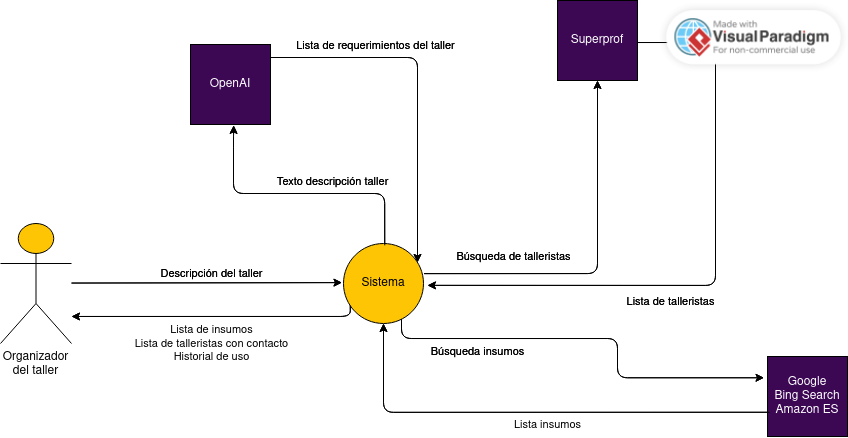 Made with
VisualParadigm
For non-commercial use
Superprof
Lista de requerimientos del taller
OpenAI
Texto descripción taller
Búsqueda de talleristas
Descripción del taller
Sistema
Lista de talleristas
Lista de insumos
Lista de talleristas con contacto
Historial de uso
Organizador
del taller
Búsqueda insumos
Google
Bing Search
Amazon ES
Lista insumos